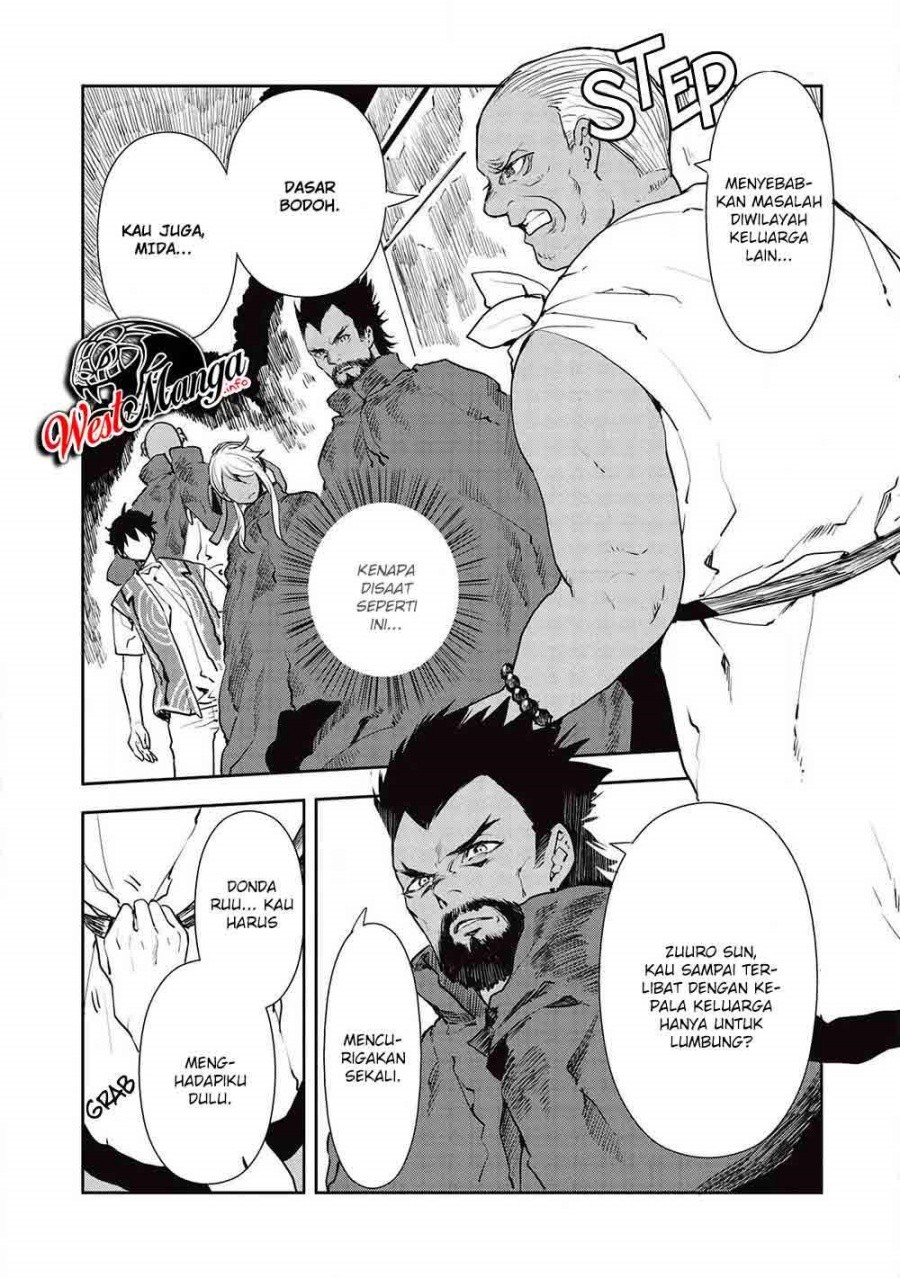 STEP
MENYEBAB-
KAN MASALAH
DIWILAYAH
KELUARGA
LAIN...
DASAR
BODOH.
KAU JUGA,
MIDA...
WestManga
.info
KENAPA
DISAAT
SEPERTI
INI...
ZUURO SUN,
KAU SAMPAI TER-
LIBAT DENGAN KE-
PALA KELUARGA
HANYA UNTUK
LUMBUNG?
MENCU-
RIGAKAN
SEKALI.
DONDA
RUU... KAU
HARUS
MENG-
HADAPIKU
DULU.
GRAB